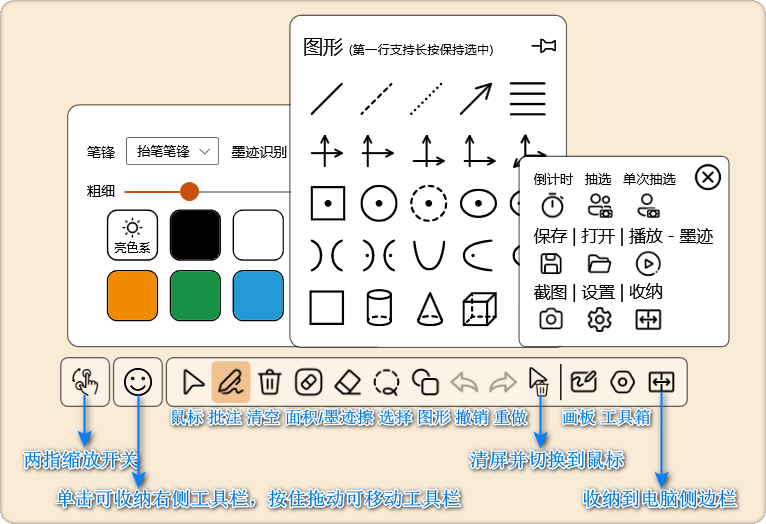 图形 (第一行支持长按保持选中)
笔锋 抬笔笔锋 墨迹识别
粗细
亮色系
倒计时 抽选 单次抽选
保存 | 打开 | 播放 - 墨迹
截图 | 设置 | 收纳
鼠标 批注 清空 面积/墨迹擦 选择 图形 撤销 重做 画板 工具箱
两指缩放开关
清屏并切换到鼠标
单击可收纳右侧工具栏，按住拖动可移动工具栏
收纳到电脑侧边栏